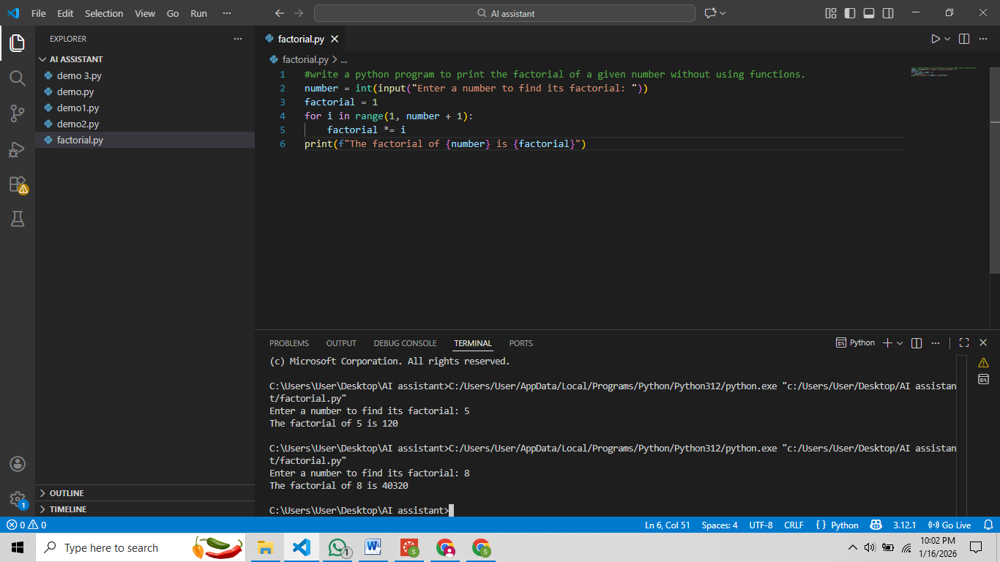 File Edit Selection View Go Run ···
AI assistant
EXPLORER ···
AI ASSISTANT
demo 3.py
demo.py
demo1.py
demo2.py
factorial.py
factorial.py
factorial.py > ...
1 #write a python program to print the factorial of a given number without using functions.
2 number = int(input("Enter a number to find its factorial: "))
3 factorial = 1
4 for i in range(1, number + 1):
5 factorial *= i
6 print(f"The factorial of {number} is {factorial}")
PROBLEMS OUTPUT DEBUG CONSOLE TERMINAL PORTS
Python
(c) Microsoft Corporation. All rights reserved.
C:\Users\User\Desktop\AI assistant>C:/Users/User/AppData/Local/Programs/Python/Python312/python.exe "c:/Users/User/Desktop/AI assistan
t/factorial.py"
Enter a number to find its factorial: 5
The factorial of 5 is 120
C:\Users\User\Desktop\AI assistant>C:/Users/User/AppData/Local/Programs/Python/Python312/python.exe "c:/Users/User/Desktop/AI assistan
t/factorial.py"
Enter a number to find its factorial: 8
The factorial of 8 is 40320
C:\Users\User\Desktop\AI assistant>
OUTLINE
TIMELINE
1
0 0
Ln 6, Col 51 Spaces: 4 UTF-8 CRLF { } Python 3.12.1 Go Live
Type here to search
1
W
S
S
10:02 PM
1/16/2026